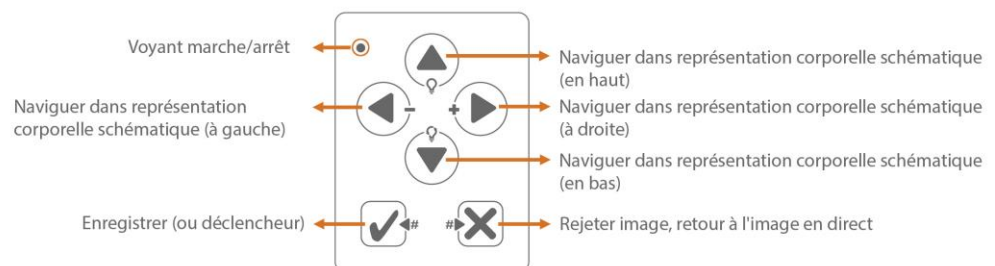 Voyant marche/arrêt
Naviguer dans représentation corporelle schématique
(en haut)
Naviguer dans représentation
corporelle schématique (à gauche)
- +
Naviguer dans représentation corporelle schématique
(à droite)
Naviguer dans représentation corporelle schématique
(en bas)
Enregistrer (ou déclencheur)
# #
Rejeter image, retour à l'image en direct